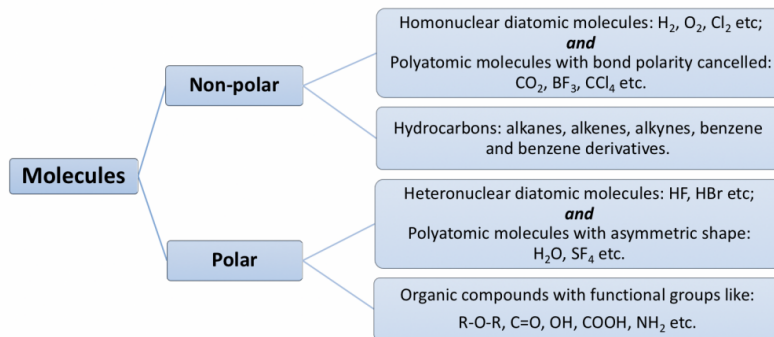 Homonuclear diatomic molecules: H₂, O₂, Cl₂ etc;
and
Polyatomic molecules with bond polarity cancelled:
CO₂, BF₃, CCl₄ etc.
Non-polar
Hydrocarbons: alkanes, alkenes, alkynes, benzene
and benzene derivatives.
Molecules
Heteronuclear diatomic molecules: HF, HBr etc;
and
Polyatomic molecules with asymmetric shape:
H₂O, SF₄ etc.
Polar
Organic compounds with functional groups like:
R-O-R, C=O, OH, COOH, NH₂ etc.